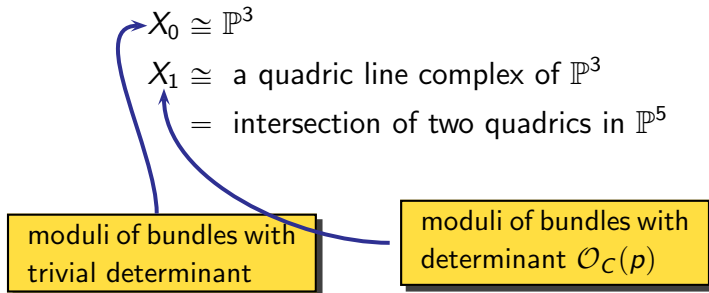 X₀ ≅ ℙ³
X₁ ≅ a quadric line complex of ℙ³
= intersection of two quadrics in ℙ⁵
moduli of bundles with
trivial determinant
moduli of bundles with
determinant 𝒪_C(p)